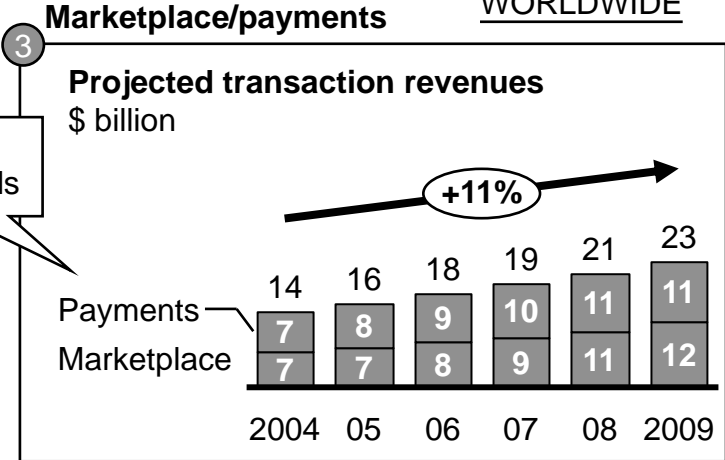 Marketplace/payments
WORLDWIDE
3
Projected transaction revenues
$ billion
+11%
14 16 18 19 21 23
Payments 7 8 9 10 11 11
Marketplace 7 7 8 9 11 12
2004 05 06 07 08 2009